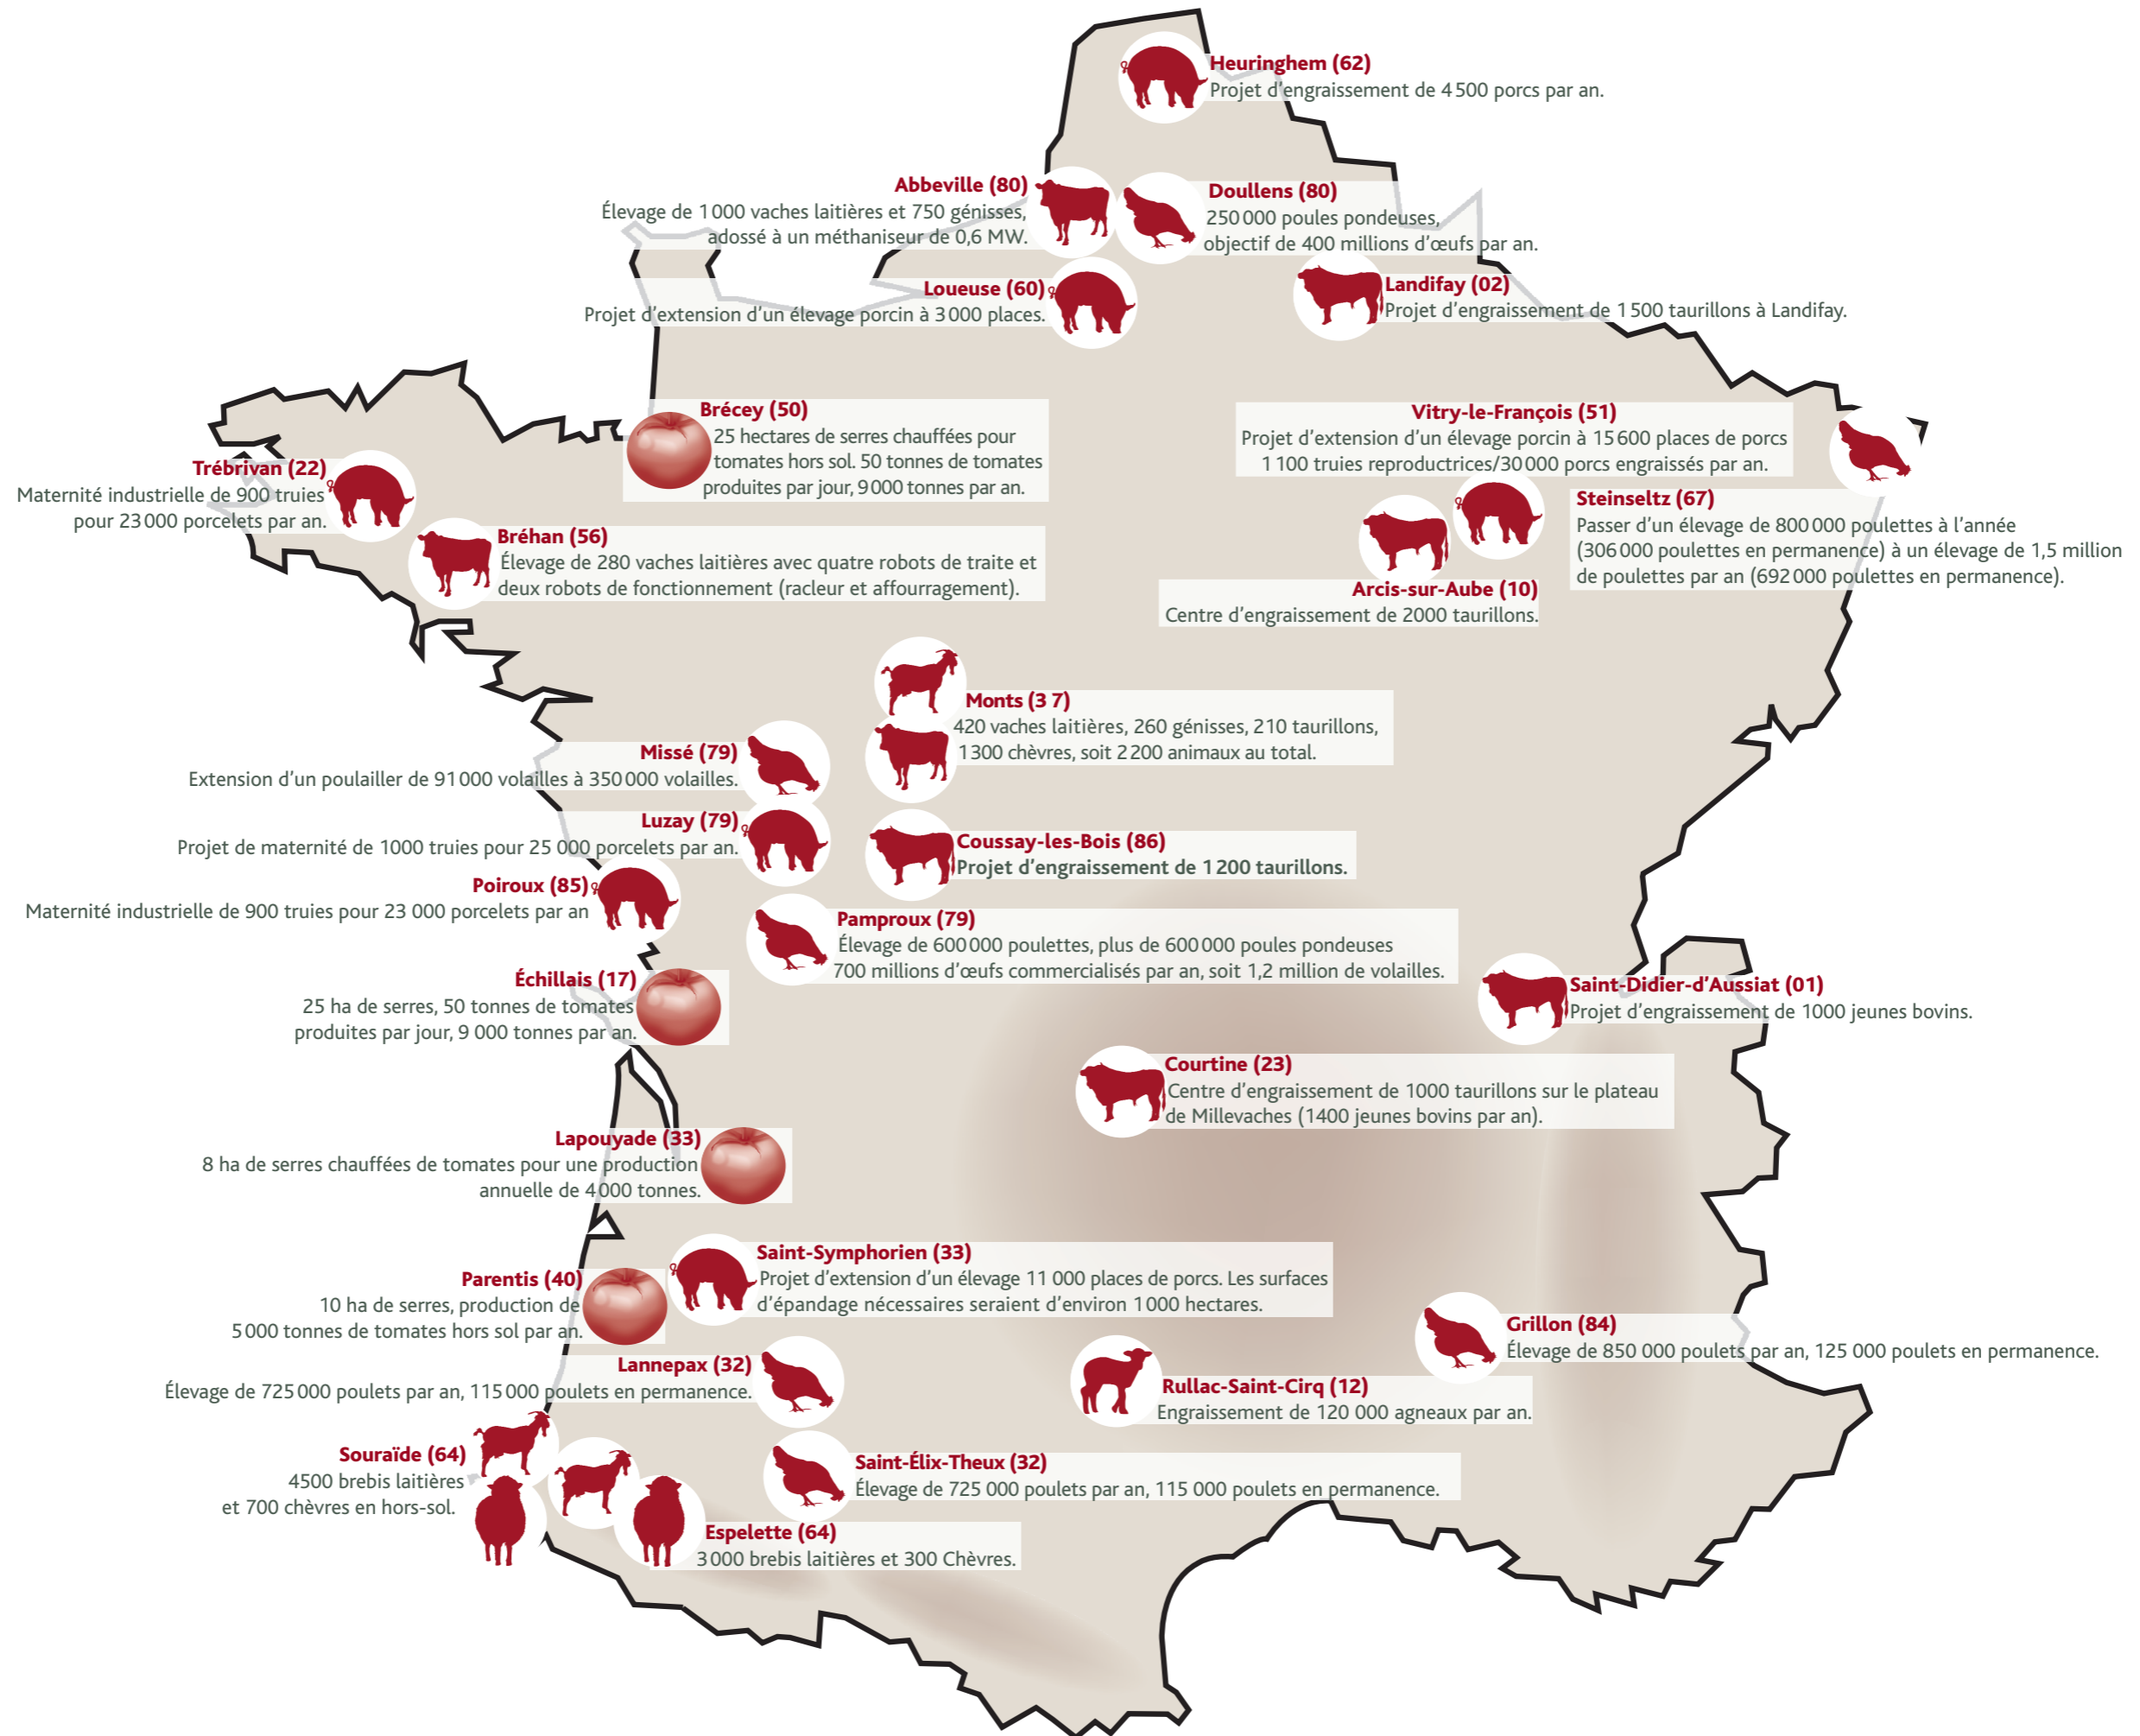 Heuringhem (62)
Projet d'engraissement de 4 500 porcs par an.
Abbeville (80)
Élevage de 1 000 vaches laitières et 750 génisses,
adossé à un méthaniseur de 0,6 MW.
Doullens (80)
250 000 poules pondeuses,
objectif de 400 millions d'œufs par an.
Loueuse (60)
Projet d'extension d'un élevage porcin à 3 000 places.
Landifay (02)
Projet d'engraissement de 1 500 taurillons à Landifay.
Brécey (50)
25 hectares de serres chauffées pour
tomates hors sol. 50 tonnes de tomates
produites par jour, 9 000 tonnes par an.
Vitry-le-François (51)
Projet d'extension d'un élevage porcin à 15 600 places de porcs
1 100 truies reproductrices/30 000 porcs engraissés par an.
Trébrivan (22)
Maternité industrielle de 900 truies
pour 23 000 porcelets par an.
Steinseltz (67)
Passer d'un élevage de 800 000 poulettes à l'année
(306 000 poulettes en permanence) à un élevage de 1,5 million
de poulettes par an (692 000 poulettes en permanence).
Bréhan (56)
Élevage de 280 vaches laitières avec quatre robots de traite et
deux robots de fonctionnement (racleur et affourragement).
Arcis-sur-Aube (10)
Centre d'engraissement de 2000 taurillons.
Monts (3 7)
420 vaches laitières, 260 génisses, 210 taurillons,
1 300 chèvres, soit 2 200 animaux au total.
Missé (79)
Extension d'un poulailler de 91 000 volailles à 350 000 volailles.
Luzay (79)
Projet de maternité de 1000 truies pour 25 000 porcelets par an.
Coussay-les-Bois (86)
Projet d'engraissement de 1 200 taurillons.
Poiroux (85)
Maternité industrielle de 900 truies pour 23 000 porcelets par an
Pamproux (79)
Élevage de 600 000 poulettes, plus de 600 000 poules pondeuses
700 millions d'œufs commercialisés par an, soit 1,2 million de volailles.
Échillais (17)
25 ha de serres, 50 tonnes de tomates
produites par jour, 9 000 tonnes par an.
Saint-Didier-d'Aussiat (01)
Projet d'engraissement de 1000 jeunes bovins.
Courtine (23)
Centre d'engraissement de 1000 taurillons sur le plateau
de Millevaches (1400 jeunes bovins par an).
Lapouyade (33)
8 ha de serres chauffées de tomates pour une production
annuelle de 4 000 tonnes.
Saint-Symphorien (33)
Projet d'extension d'un élevage 11 000 places de porcs. Les surfaces
d'épandage nécessaires seraient d'environ 1 000 hectares.
Parentis (40)
10 ha de serres, production de
5 000 tonnes de tomates hors sol par an.
Grillon (84)
Élevage de 850 000 poulets par an, 125 000 poulets en permanence.
Lannepax (32)
Élevage de 725 000 poulets par an, 115 000 poulets en permanence.
Rullac-Saint-Cirq (12)
Engraissement de 120 000 agneaux par an.
Souraïde (64)
4500 brebis laitières
et 700 chèvres en hors-sol.
Saint-Élix-Theux (32)
Élevage de 725 000 poulets par an, 115 000 poulets en permanence.
Espelette (64)
3 000 brebis laitières et 300 Chèvres.